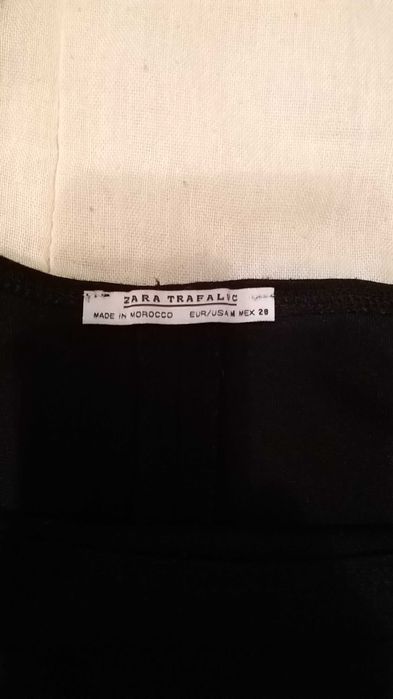 ZARA TRAFALUC
MADE IN MOROCCO EUR/USA M MEX 28